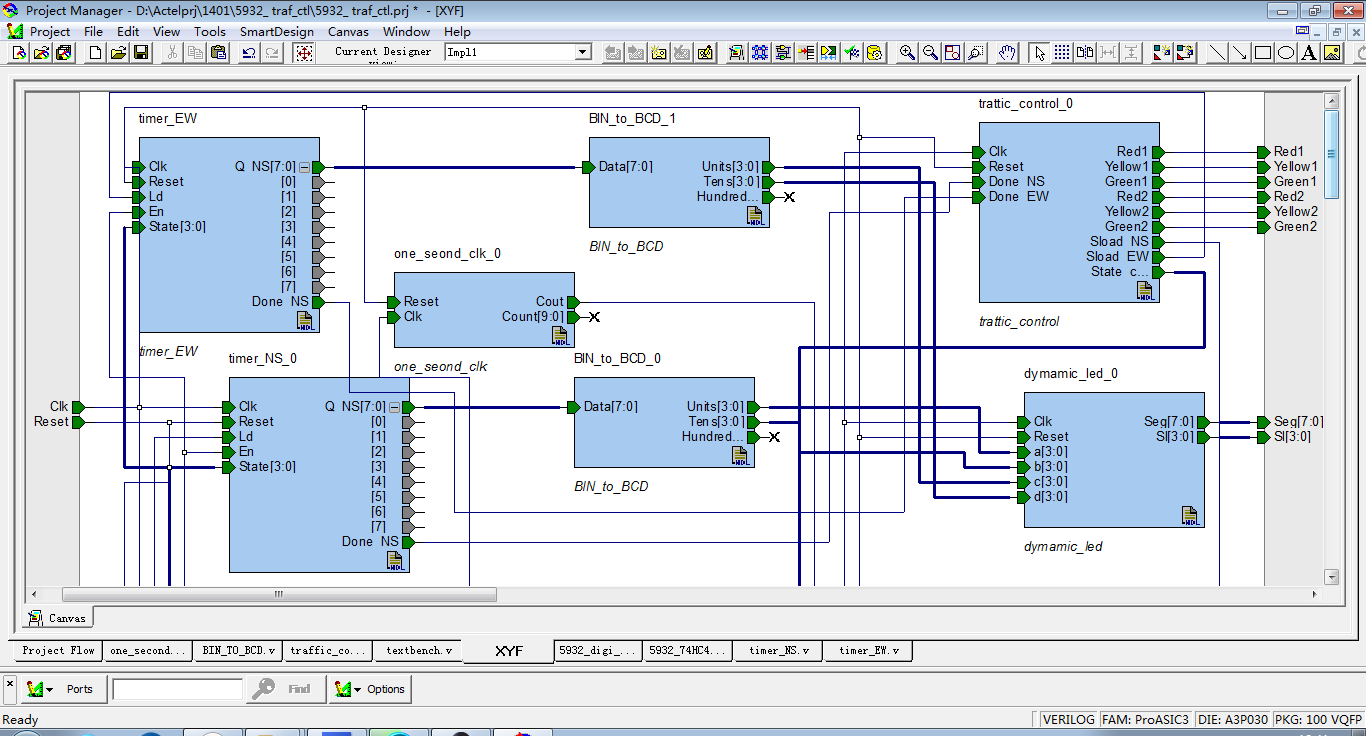 Project Manager - D:\Actelprj\1401\5932_ traf_ctl\5932_ traf_ctl.prj * - [XYF]
Project File Edit View Tools SmartDesign Canvas Window Help
Current Designer
Impl1
timer_EW
Clk
Reset
Ld
En
State[3:0]
Q NS[7:0]
[0]
[1]
[2]
[3]
[4]
[5]
[6]
[7]
Done NS
timer_EW
BIN_to_BCD_1
Data[7:0]
Units[3:0]
Tens[3:0]
Hundred...
BIN_to_BCD
trattic_control_0
Clk
Reset
Done NS
Done EW
Red1
Yellow1
Green1
Red2
Yellow2
Green2
Sload NS
Sload EW
State c...
trattic_control
Red1
Yellow1
Green1
Red2
Yellow2
Green2
one_seond_clk_0
Reset
Clk
Cout
Count[9:0]
one_seond_clk
Clk
Reset
timer_NS_0
Clk
Reset
Ld
En
State[3:0]
Q NS[7:0]
[0]
[1]
[2]
[3]
[4]
[5]
[6]
[7]
Done NS
BIN_to_BCD_0
Data[7:0]
Units[3:0]
Tens[3:0]
Hundred...
BIN_to_BCD
dymamic_led_0
Clk
Reset
a[3:0]
b[3:0]
c[3:0]
d[3:0]
Seg[7:0]
Sl[3:0]
dymamic_led
Seg[7:0]
Sl[3:0]
Canvas
Project Flow one_second... BIN_TO_BCD.v traffic_co... textbench.v XYF 5932_digi_... 5932_74HC4... timer_NS.v timer_EW.v
Ports Find Options
Ready
VERILOG FAM: ProASIC3 DIE: A3P030 PKG: 100 VQFP